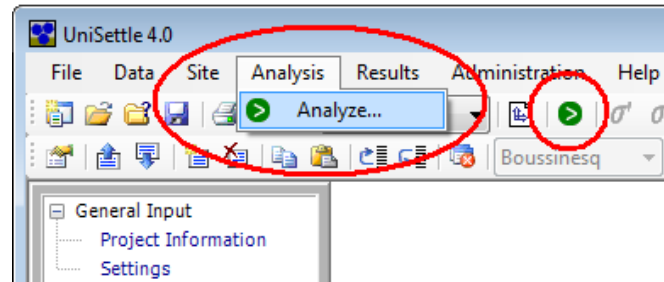 UniSettle 4.0
File Data Site Analysis Results Administration Help
Analyze...
σ' σ
Boussinesq
General Input
Project Information
Settings